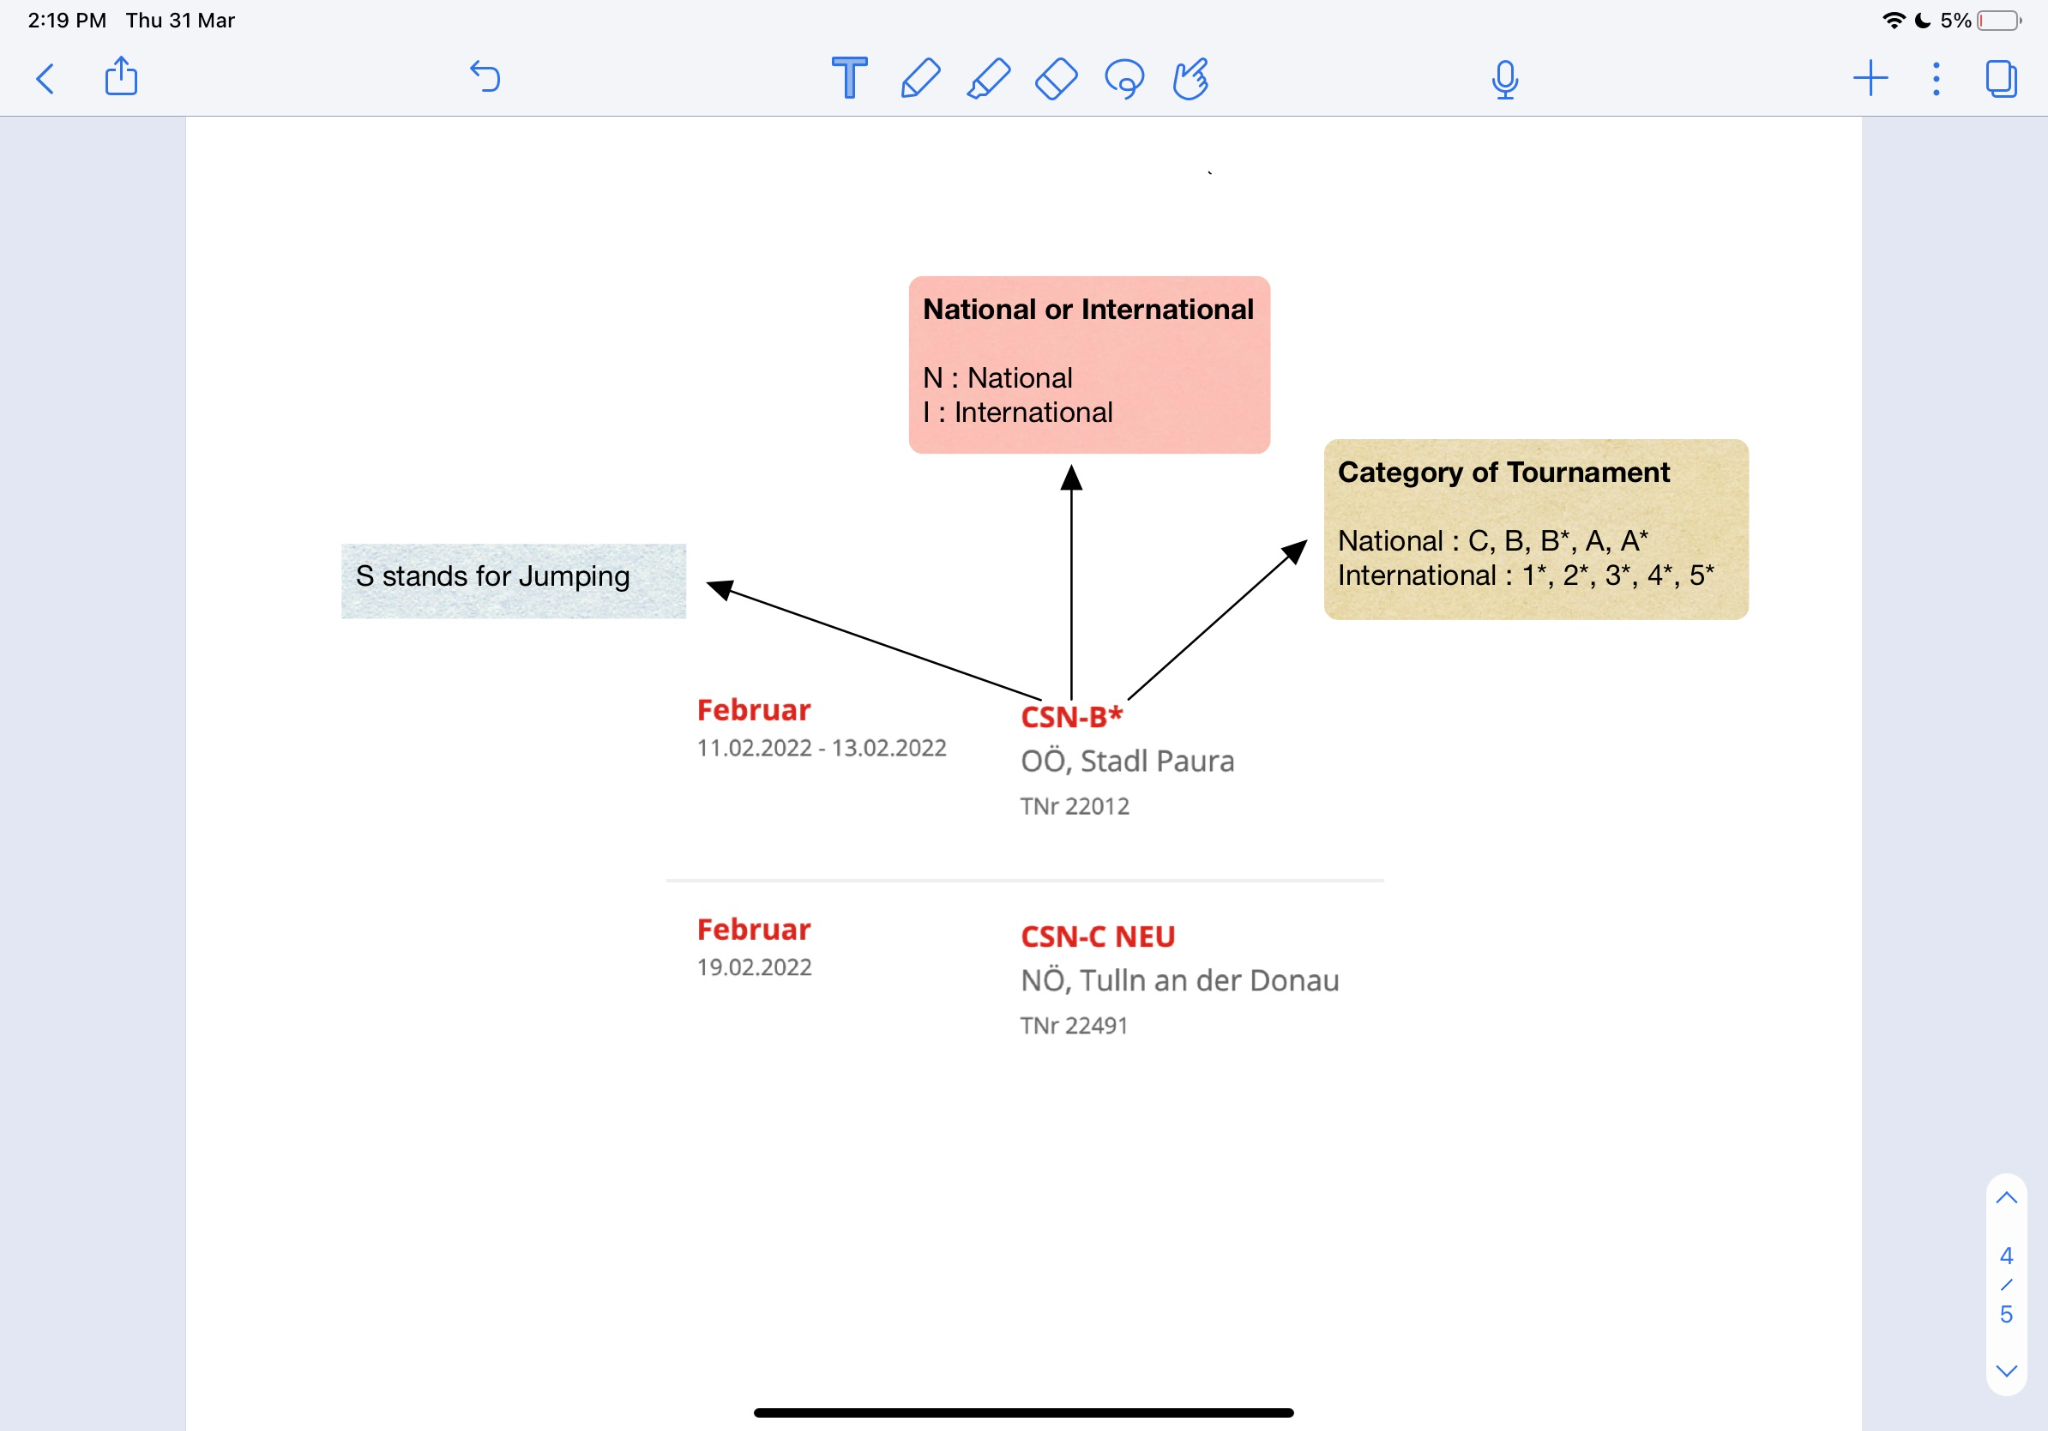 2:19 PM Thu 31 Mar
5%
National or International
N : National
I : International
Category of Tournament
National : C, B, B*, A, A*
International : 1*, 2*, 3*, 4*, 5*
S stands for Jumping
Februar
11.02.2022 - 13.02.2022
CSN-B*
OÖ, Stadl Paura
TNr 22012
Februar
19.02.2022
CSN-C NEU
NÖ, Tulln an der Donau
TNr 22491
4
/
5